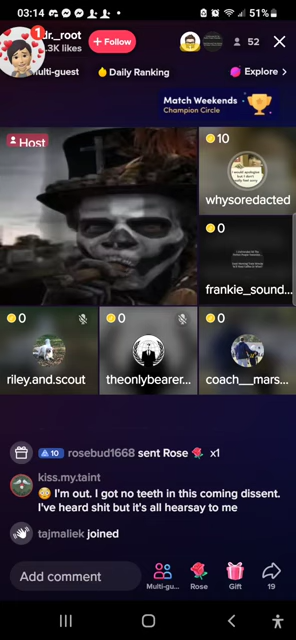 03:14
51%
1
dr._root
.3K likes
+ Follow
52
Multi-guest
Daily Ranking
Explore >
Match Weekends
Champion Circle
Host
10
whysoredacted
0
frankie_sound...
0
riley.and.scout
0
theonlybearer...
0
coach__mars...
10 rosebud1668 sent Rose x1
kiss.my.taint
I'm out. I got no teeth in this coming dissent.
I've heard shit but it's all hearsay to me
tajmaliek joined
Add comment
Multi-gu...
Rose
Gift
19